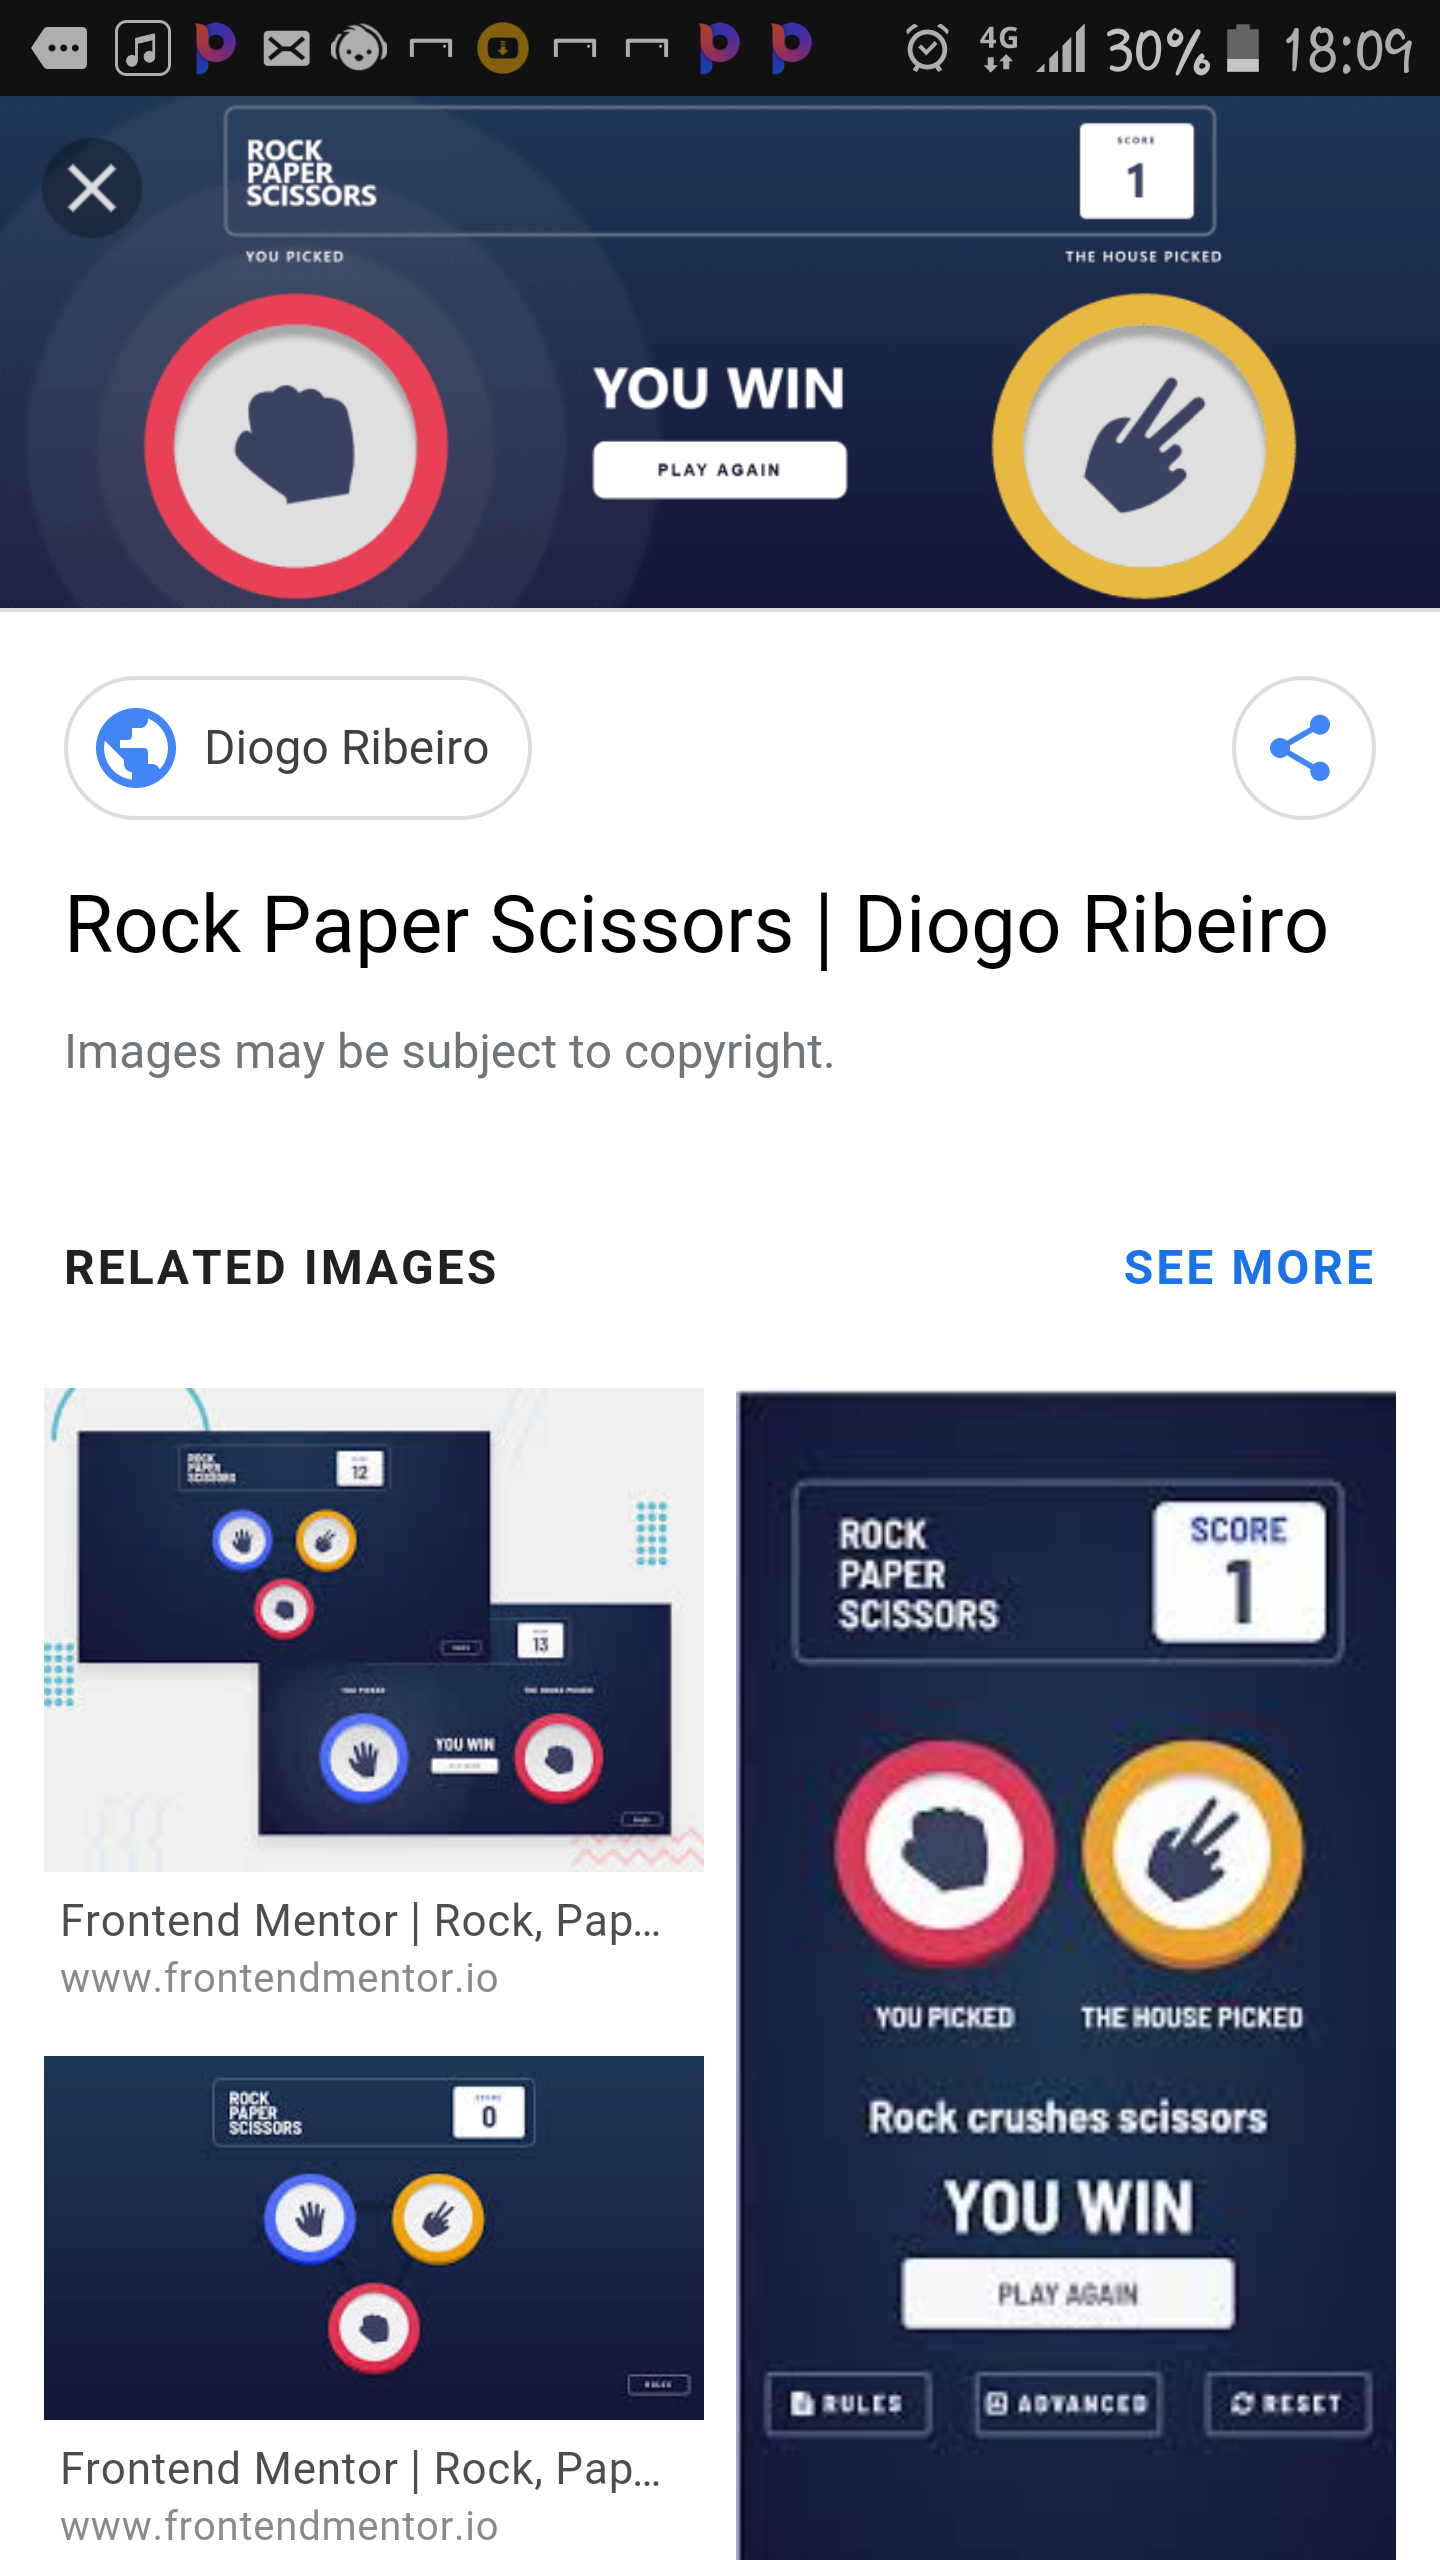 4G 30% 18:09
ROCK
PAPER
SCISSORS
SCORE
1
YOU PICKED
THE HOUSE PICKED
YOU WIN
PLAY AGAIN
Diogo Ribeiro
Rock Paper Scissors | Diogo Ribeiro
Images may be subject to copyright.
RELATED IMAGES
SEE MORE
ROCK
PAPER
SCISSORS
12
13
YOU WIN
Frontend Mentor | Rock, Pap...
www.frontendmentor.io
ROCK
PAPER
SCISSORS
SCORE
0
RULES
Frontend Mentor | Rock, Pap...
www.frontendmentor.io
ROCK
PAPER
SCISSORS
SCORE
1
YOU PICKED
THE HOUSE PICKED
Rock crushes scissors
YOU WIN
PLAY AGAIN
RULES
ADVANCED
RESET